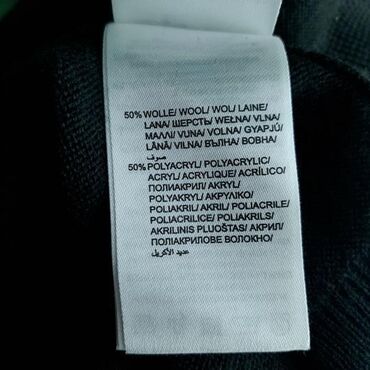 50% WOLLE/ WOOL/ WOL/ LAINE/
LANA/ ШЕРСТЬ/ WEŁNA/ VLNA/
ΜΑΛΛΙ/ VUNA/ VOLNA/ GYAPJÚ/
LÂNĂ/ VILNA/ ВЪЛНА/ ВОВНА/
صوف
50% POLYACRYL/ POLYACRYLIC/
ACRYL/ ACRYLIQUE/ ACRÍLICO/
ПОЛИАКРИЛ/ AKRYL/
POLYAKRYL/ ΑΚΡΥΛΙΚΟ/
POLIAKRIL/ AKRIL/ POLIACRIL/
POLIACRILICE/ POLIAKRILS/
AKRILINIS PLUOŠTAS/ АКРИЛ/
ПОЛІАКРИЛОВЕ ВОЛОКНО/
عديد الأكريل